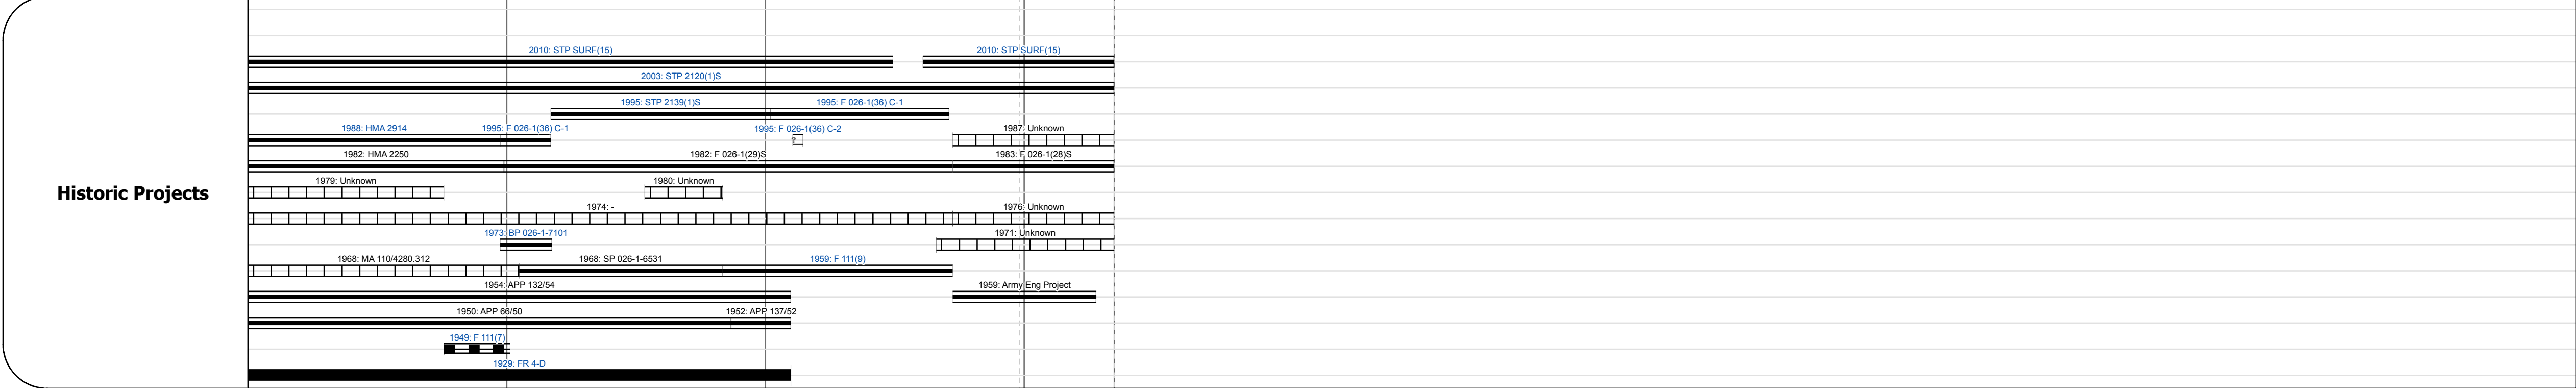 2010: STP SURF(15) 2010: STP SURF(15)
2003: STP 2120(1)S
1995: STP 2139(1)S 1995: F 026-1(36) C-1
1988: HMA 2914 1995: F 026-1(36) C-1 1995: F 026-1(36) C-2 1987: Unknown
1982: HMA 2250 1982: F 026-1(29)S 1983: F 026-1(28)S
1979: Unknown 1980: Unknown
Historic Projects
1974: - 1976: Unknown
1973: BP 026-1-7101 1971: Unknown
1968: MA 110/4280.312 1968: SP 026-1-6531 1959: F 111(9)
1954: APP 132/54 1959: Army Eng Project
1950: APP 66/50 1952: APP 137/52
1949: F 111(7)
1929: FR 4-D